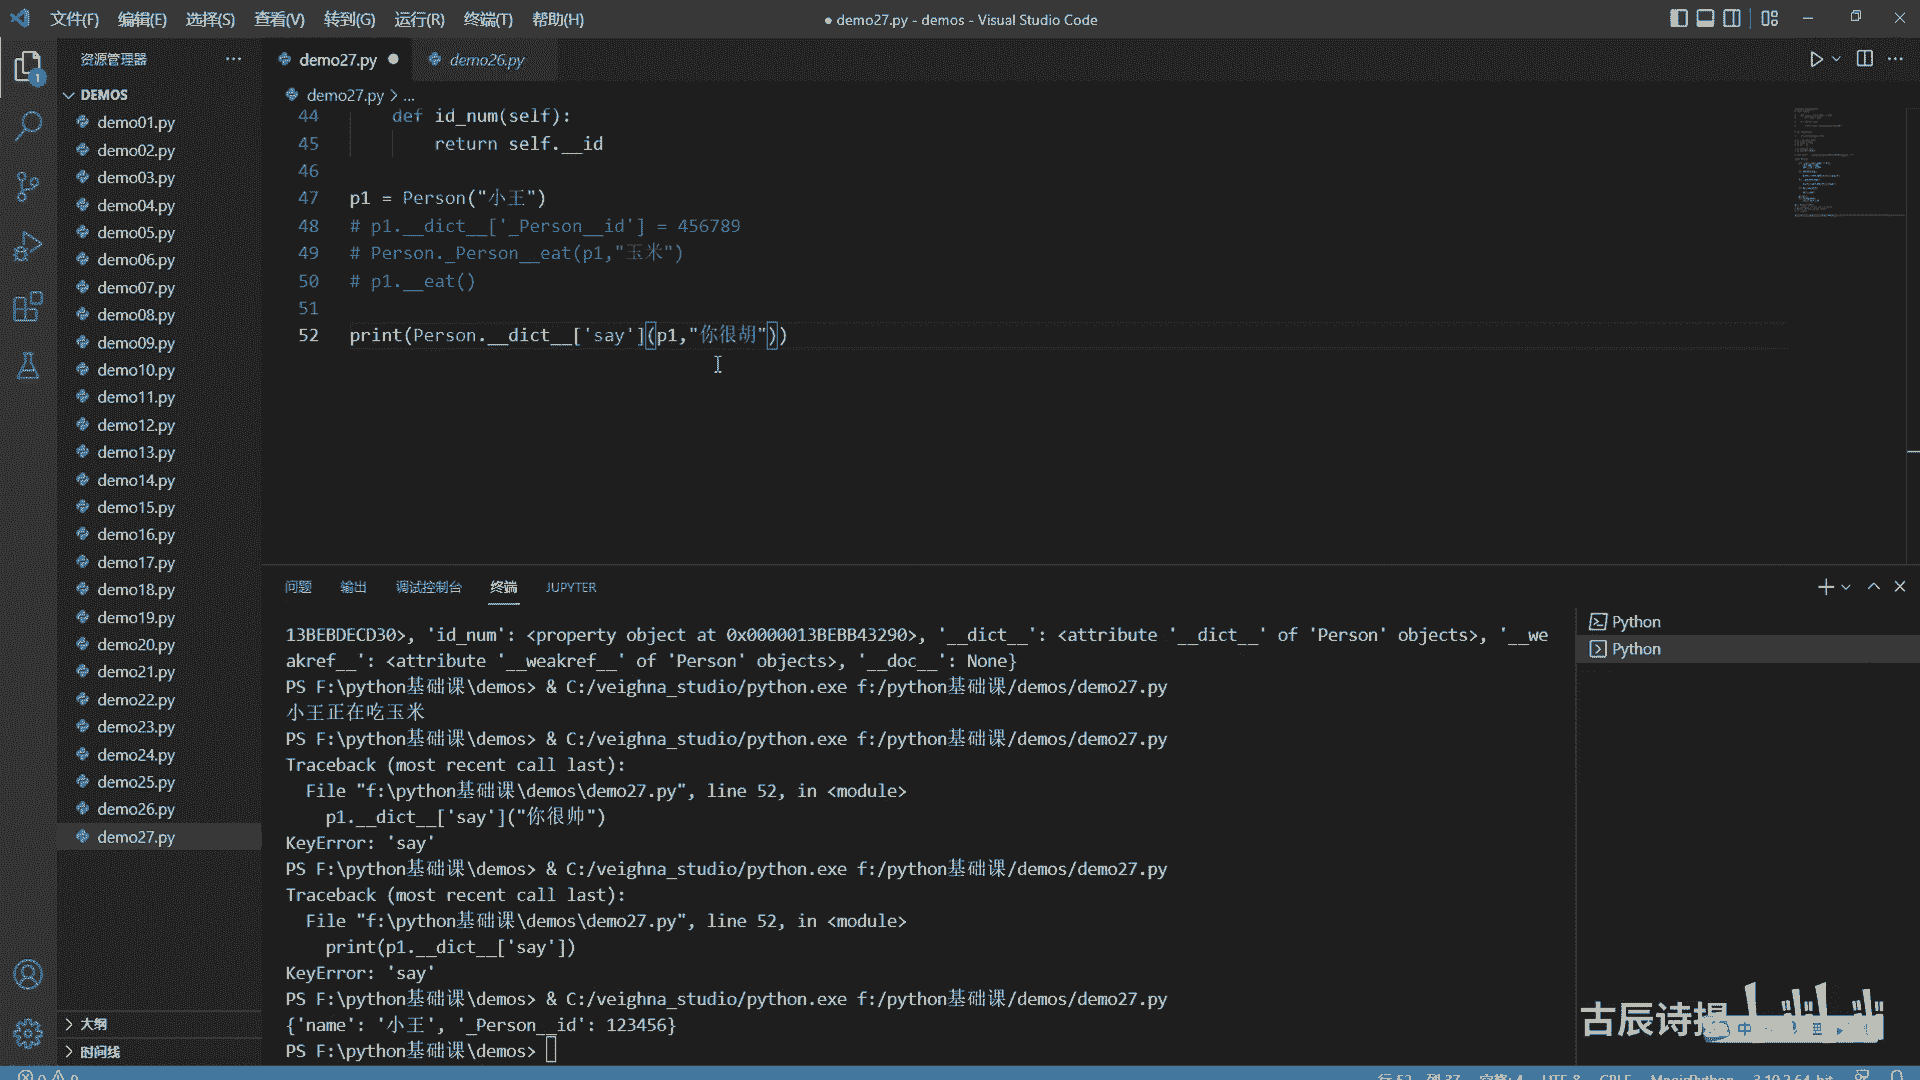 文件(F) 编辑(E) 选择(S) 查看(V) 转到(G) 运行(R) 终端(T) 帮助(H)
● demo27.py - demos - Visual Studio Code
资源管理器
DEMOS
demo01.py
demo02.py
demo03.py
demo04.py
demo05.py
demo06.py
demo07.py
demo08.py
demo09.py
demo10.py
demo11.py
demo12.py
demo13.py
demo14.py
demo15.py
demo16.py
demo17.py
demo18.py
demo19.py
demo20.py
demo21.py
demo22.py
demo23.py
demo24.py
demo25.py
demo26.py
demo27.py
大纲
时间线
1
demo27.py ● demo26.py
demo27.py > ...
44 def id_num(self):
45 return self.__id
46
47 p1 = Person("小王")
48 # p1.__dict__['_Person__id'] = 456789
49 # Person._Person__eat(p1,"玉米")
50 # p1.__eat()
51
52 print(Person.__dict__['say'](p1,"你很胡"))
问题 输出 调试控制台 终端 JUPYTER
13BEBDECD30>, 'id_num': <property object at 0x0000013BEBB43290>, '__dict__': <attribute '__dict__' of 'Person' objects>, '__we
akref__': <attribute '__weakref__' of 'Person' objects>, '__doc__': None}
PS F:\python基础课\demos> & C:/veighna_studio/python.exe f:/python基础课/demos/demo27.py
小王正在吃玉米
PS F:\python基础课\demos> & C:/veighna_studio/python.exe f:/python基础课/demos/demo27.py
Traceback (most recent call last):
File "f:\python基础课\demos\demo27.py", line 52, in <module>
p1.__dict__['say']("你很帅")
KeyError: 'say'
PS F:\python基础课\demos> & C:/veighna_studio/python.exe f:/python基础课/demos/demo27.py
Traceback (most recent call last):
File "f:\python基础课\demos\demo27.py", line 52, in <module>
print(p1.__dict__['say'])
KeyError: 'say'
PS F:\python基础课\demos> & C:/veighna_studio/python.exe f:/python基础课/demos/demo27.py
{'name': '小王', '_Person__id': 123456}
PS F:\python基础课\demos>
Python
Python
古辰诗
中